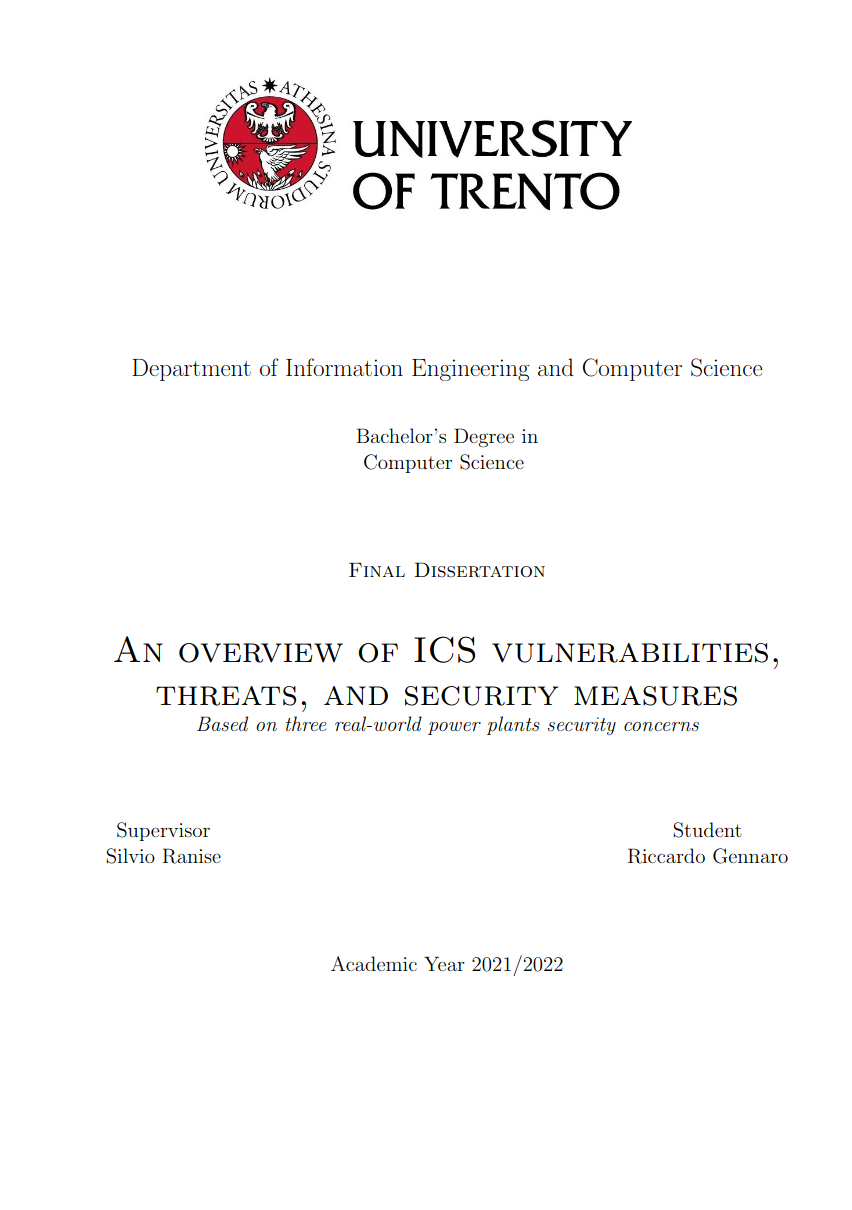 UNIVERSITAS ATHESINA STUDIORUM
UNIVERSITY
OF TRENTO
Department of Information Engineering and Computer Science
Bachelor's Degree in
Computer Science
Final Dissertation
An overview of ICS vulnerabilities,
threats, and security measures
Based on three real-world power plants security concerns
Supervisor
Silvio Ranise
Student
Riccardo Gennaro
Academic Year 2021/2022